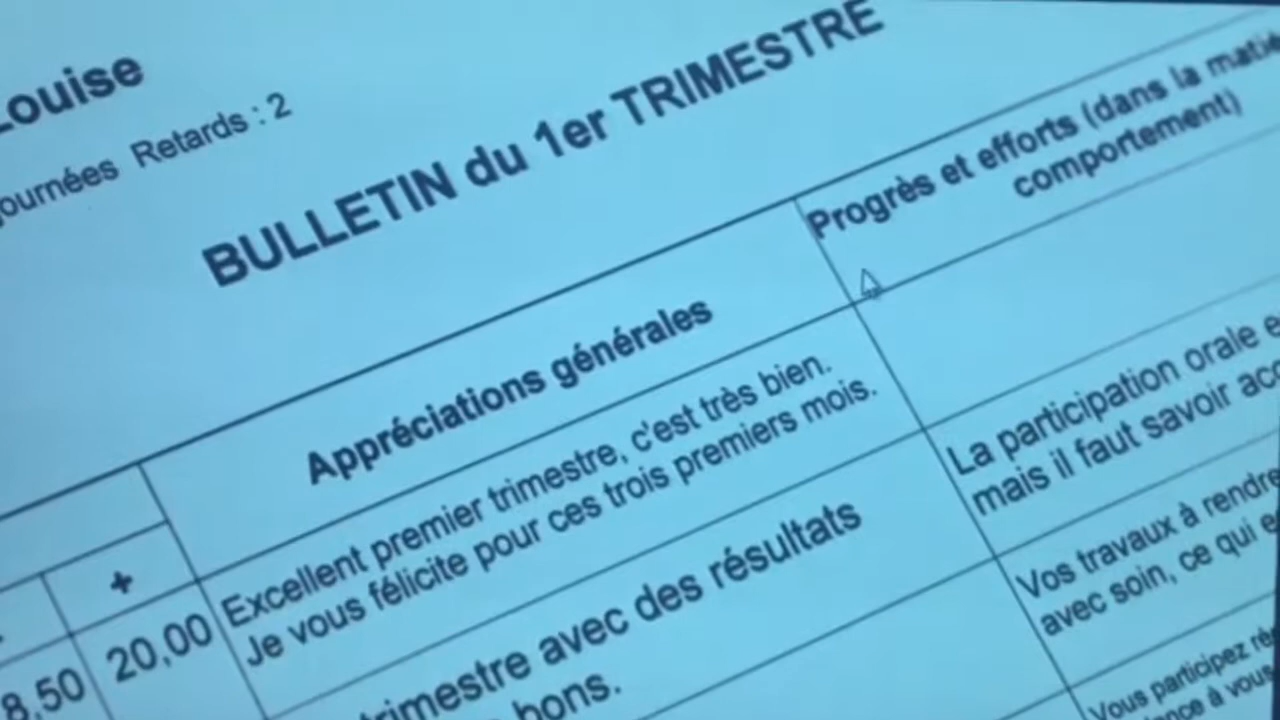 Louise
journées Retards : 2
BULLETIN du 1er TRIMESTRE
Appréciations générales
Progrès et efforts (dans la
comportement)
+
8,50
20,00
Excellent premier trimestre, c'est très bien.
Je vous félicite pour ces trois premiers mois.
La participation orale
mais il faut savoir
trimestre avec des résultats
bons.
Vos travaux à rendre
avec soin, ce qui
Vous participez
à vous